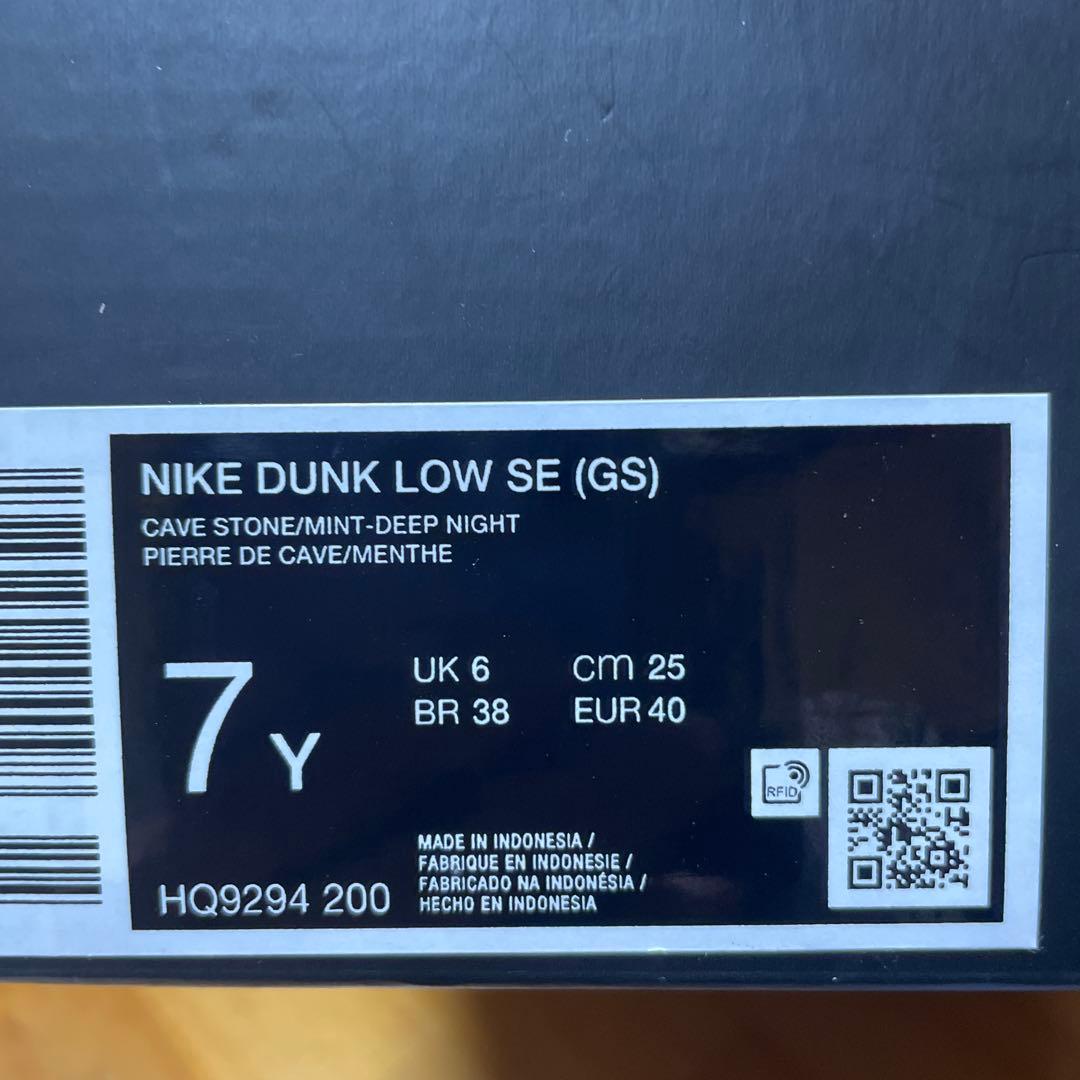 NIKE DUNK LOW SE (GS)
CAVE STONE/MINT-DEEP NIGHT
PIERRE DE CAVE/MENTHE
7 Y
UK 6 cm 25
BR 38 EUR 40
RFID
HQ9294 200
MADE IN INDONESIA /
FABRIQUE EN INDONESIE /
FABRICADO NA INDONÉSIA /
HECHO EN INDONESIA